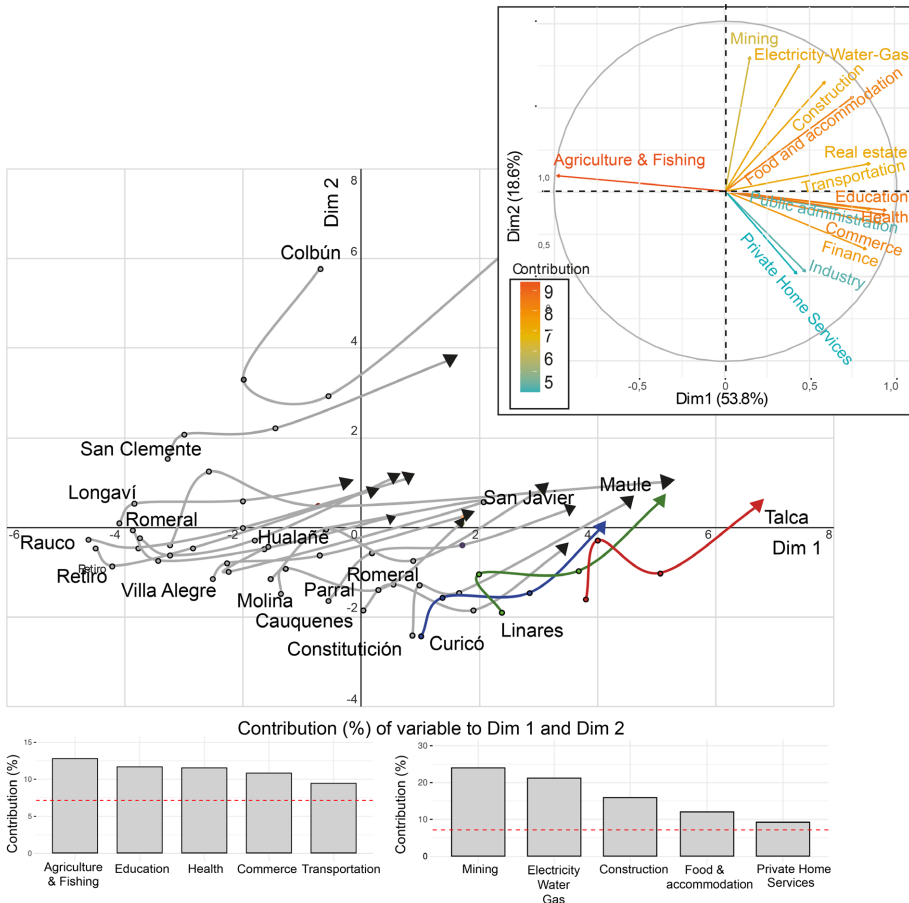 Mining
Electricity-Water-Gas
Construction
Food and accommodation
Agriculture & Fishing
Real estate
Transportation
Education
Public administration
Health
Commerce
Finance
Industry
Private Home Services
1,0
0,5
Dim2 (18.6%)
Contribution
9
8
7
6
5
-0,5
0
0,5
1,0
Dim1 (53.8%)
8
Dim 2
6
4
2
-2
-4
-6
-4
-2
2
4
6
8
Dim 1
Colbún
San Clemente
Longaví
Romeral
Rauco
Retiro
Retiro
Villa Alegre
Hualañé
Molina
Parral
Romeral
Cauquenes
Constitutición
Curicó
Linares
San Javier
Maule
Talca
Contribution (%) of variable to Dim 1 and Dim 2
Contribution (%)
15
10
5
0
Agriculture
& Fishing
Education
Health
Commerce
Transportation
Contribution (%)
30
20
10
0
Mining
Electricity
Water
Gas
Construction
Food &
accommodation
Private Home
Services